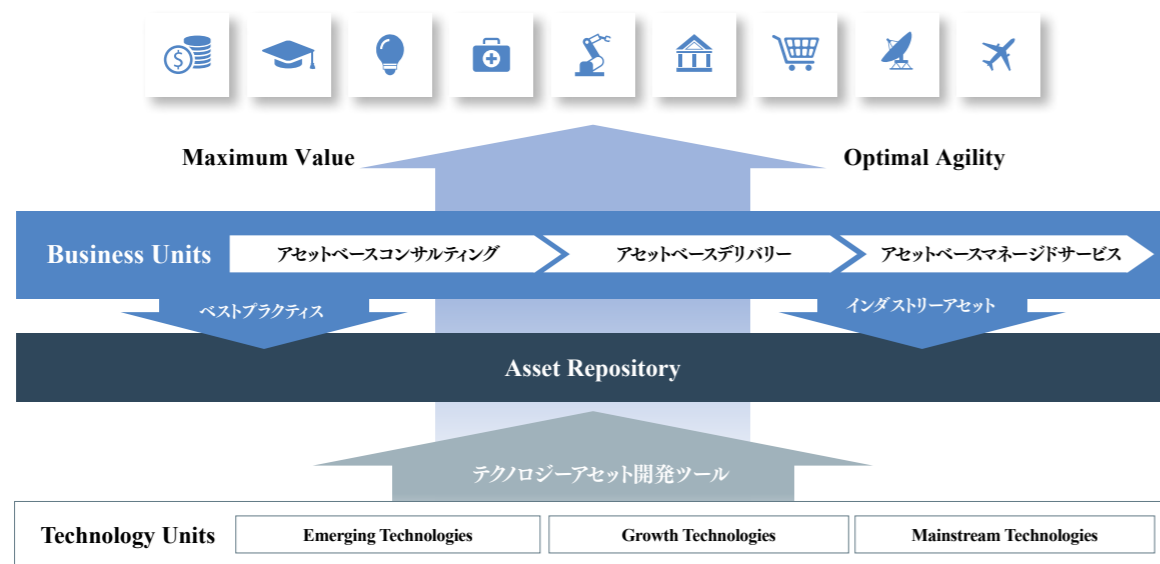 $
Maximum Value
Optimal Agility
Business Units
アセットベースコンサルティング
アセットベースデリバリー
アセットベースマネージドサービス
ベストプラクティス
インダストリーアセット
Asset Repository
テクノロジーアセット開発ツール
Technology Units
Emerging Technologies
Growth Technologies
Mainstream Technologies